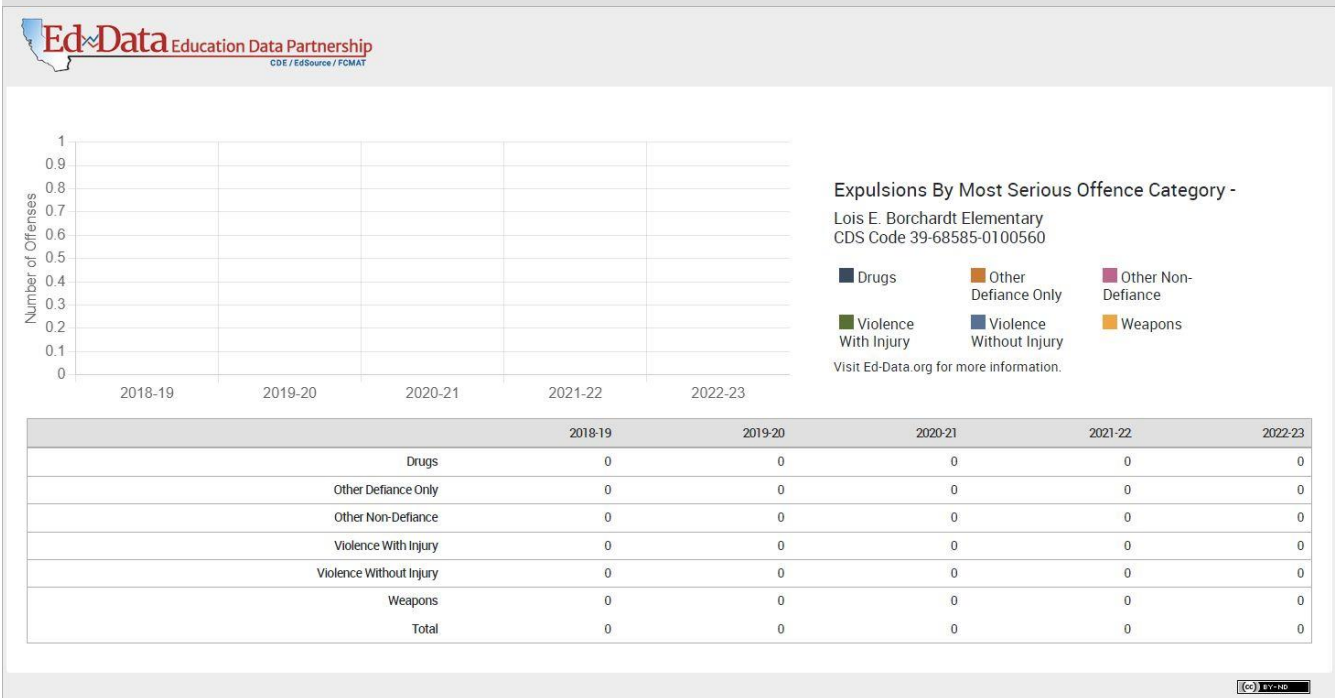 Ed Data Education Data Partnership
CDE / EdSource / FCMAT
1
0.9
0.8
0.7
0.6
0.5
0.4
0.3
0.2
0.1
0
Number of Offenses
2018-19 2019-20 2020-21 2021-22 2022-23
Expulsions By Most Serious Offence Category -
Lois E. Borchardt Elementary
CDS Code 39-68585-0100560
Drugs Other Other Non-
Defiance Only Defiance
Violence Violence Weapons
With Injury Without Injury
Visit Ed-Data.org for more information.
2018-19 2019-20 2020-21 2021-22 2022-23
Drugs 0 0 0 0 0
Other Defiance Only 0 0 0 0 0
Other Non-Defiance 0 0 0 0 0
Violence With Injury 0 0 0 0 0
Violence Without Injury 0 0 0 0 0
Weapons 0 0 0 0 0
Total 0 0 0 0 0
(cc) BY-ND